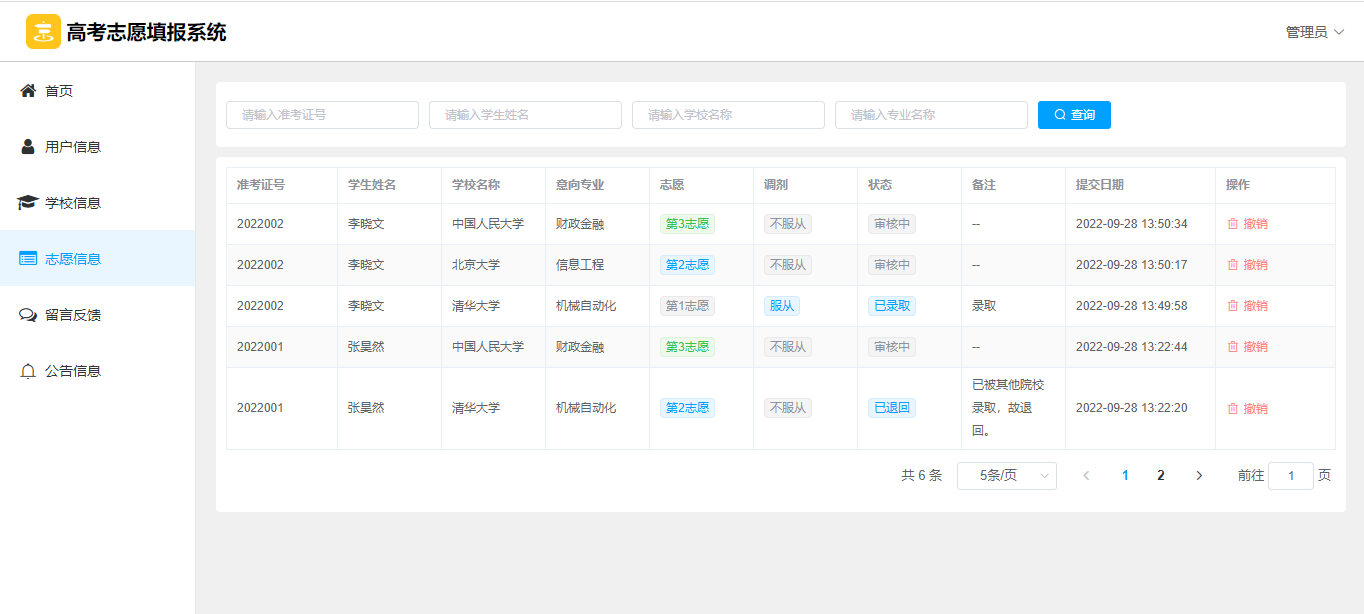 高考志愿填报系统
管理员
首页
用户信息
学校信息
志愿信息
留言反馈
公告信息
请输入准考证号 请输入学生姓名 请输入学校名称 请输入专业名称 查询
准考证号 学生姓名 学校名称 意向专业 志愿 调剂 状态 备注 提交日期 操作
2022002 李晓文 中国人民大学 财政金融 第3志愿 不服从 审核中 -- 2022-09-28 13:50:34 撤销
2022002 李晓文 北京大学 信息工程 第2志愿 不服从 审核中 -- 2022-09-28 13:50:17 撤销
2022002 李晓文 清华大学 机械自动化 第1志愿 服从 已录取 录取 2022-09-28 13:49:58 撤销
2022001 张昊然 中国人民大学 财政金融 第3志愿 不服从 审核中 -- 2022-09-28 13:22:44 撤销
2022001 张昊然 清华大学 机械自动化 第2志愿 不服从 已退回 已被其他院校
录取，故退
回。 2022-09-28 13:22:20 撤销
共 6 条 5条/页 1 2 前往 1 页